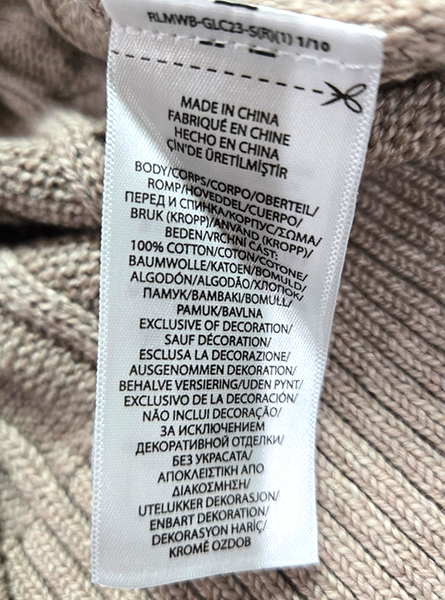 RLMWB-GLC23-S(R)(1) 1/10
MADE IN CHINA
FABRIQUÉ EN CHINE
HECHO EN CHINA
ÇİN'DE ÜRETİLMİŞTİR
BODY/CORPS/CORPO/OBERTEIL/
ROMP/HOVEDDEL/CUERPO/
ПЕРЕД И СПИНКА/КОРПУС/ΣΩΜΑ/
BRUK (KROPP)/ANVÄND (KROPP)/
BEDEN/VRCHNÍ ČÁST:
100% COTTON/COTON/COTONE/
BAUMWOLLE/KATOEN/BOMULD/
ALGODÓN/ALGODÃO/ХЛОПОК/
ПАМУК/BAMBAKI/BOMULL/
PAMUK/BAVLNA
EXCLUSIVE OF DECORATION/
SAUF DÉCORATION/
ESCLUSA LA DECORAZIONE/
AUSGENOMMEN DEKORATION/
BEHALVE VERSIERING/UDEN PYNT/
EXCLUSIVO DE LA DECORACIÓN/
NÃO INCLUI DECORAÇÃO/
ЗА ИСКЛЮЧЕНИЕМ
ДЕКОРАТИВНОЙ ОТДЕЛКИ/
БЕЗ УКРАСАТА/
ΑΠΟΚΛΕΙΣΤΙΚΗ ΑΠΟ
ΔΙΑΚΟΣΜΗΣΗ/
UTELUKKER DEKORASJON/
ENBART DEKORATION/
DEKORASYON HARİÇ/
KROMĚ OZDOB